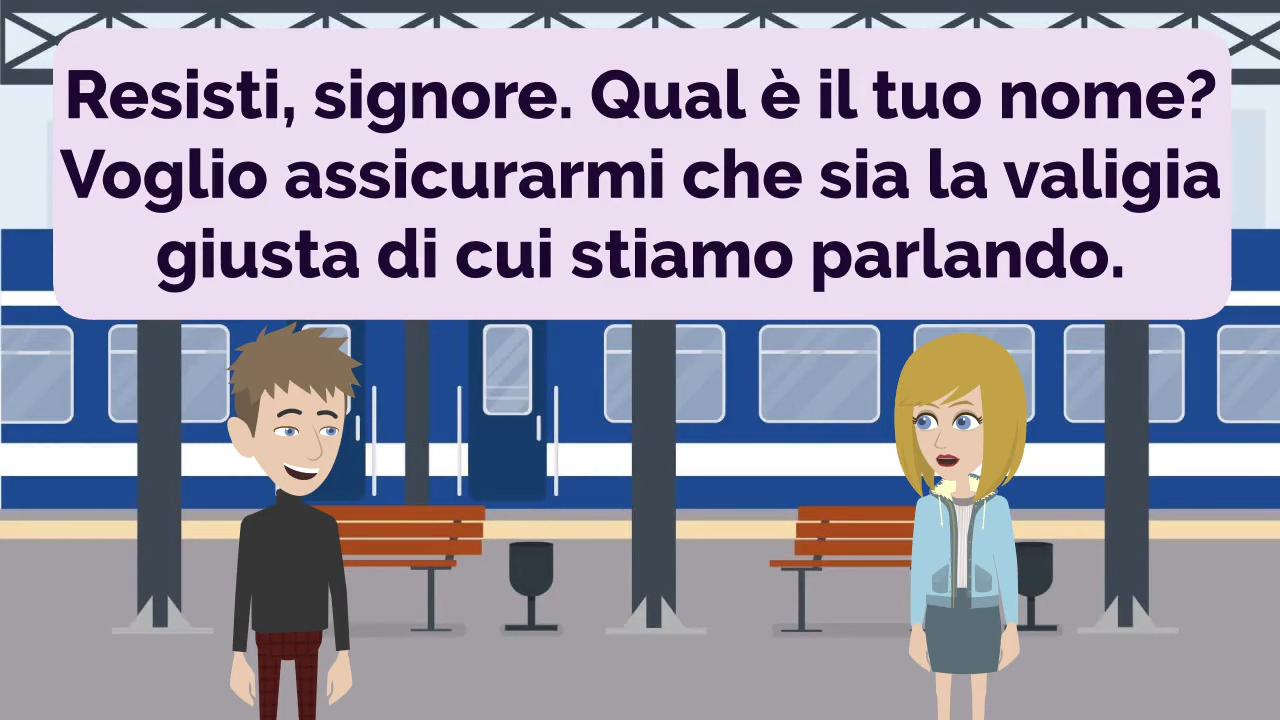 Resisti, signore. Qual è il tuo nome?
Voglio assicurarmi che sia la valigia
giusta di cui stiamo parlando.